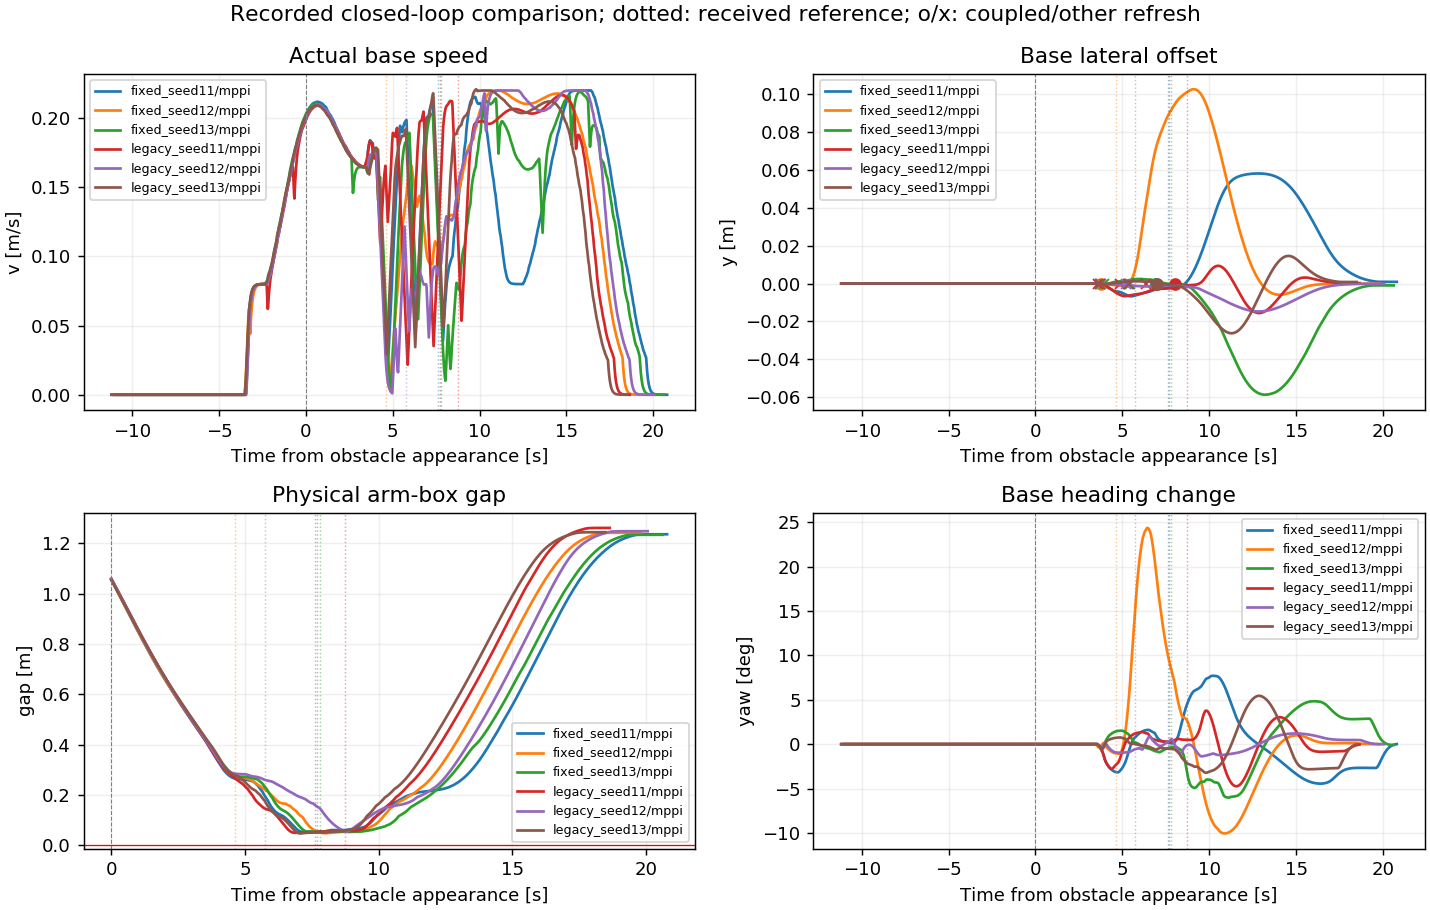 Recorded closed-loop comparison; dotted: received reference; o/x: coupled/other refresh
Actual base speed
fixed_seed11/mppi
fixed_seed12/mppi
fixed_seed13/mppi
legacy_seed11/mppi
legacy_seed12/mppi
legacy_seed13/mppi
0.20
0.15
0.10
0.05
0.00
v [m/s]
−10
−5
0
5
10
15
20
Time from obstacle appearance [s]
Base lateral offset
fixed_seed11/mppi
fixed_seed12/mppi
fixed_seed13/mppi
legacy_seed11/mppi
legacy_seed12/mppi
legacy_seed13/mppi
0.10
0.08
0.06
0.04
0.02
0.00
−0.02
−0.04
−0.06
y [m]
−10
−5
0
5
10
15
20
Time from obstacle appearance [s]
Physical arm-box gap
1.2
1.0
0.8
0.6
0.4
0.2
0.0
gap [m]
fixed_seed11/mppi
fixed_seed12/mppi
fixed_seed13/mppi
legacy_seed11/mppi
legacy_seed12/mppi
legacy_seed13/mppi
0
5
10
15
20
Time from obstacle appearance [s]
Base heading change
fixed_seed11/mppi
fixed_seed12/mppi
fixed_seed13/mppi
legacy_seed11/mppi
legacy_seed12/mppi
legacy_seed13/mppi
25
20
15
10
5
0
−5
−10
yaw [deg]
−10
−5
0
5
10
15
20
Time from obstacle appearance [s]